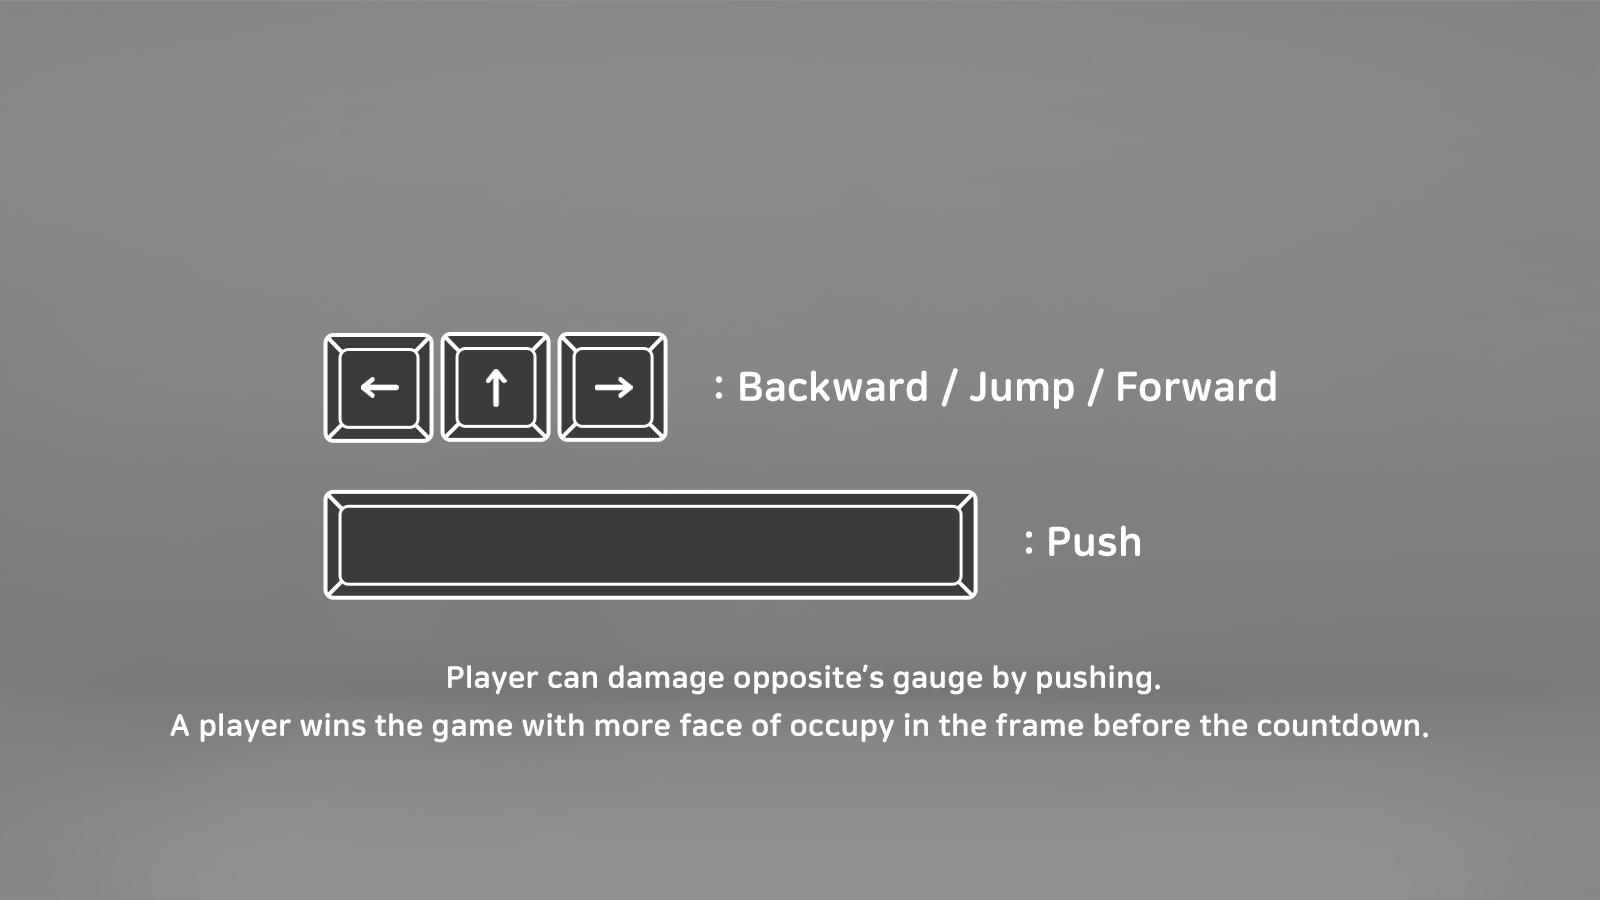 ← ↑ → : Backward / Jump / Forward
: Push
Player can damage opposite's gauge by pushing.
A player wins the game with more face of occupy in the frame before the countdown.